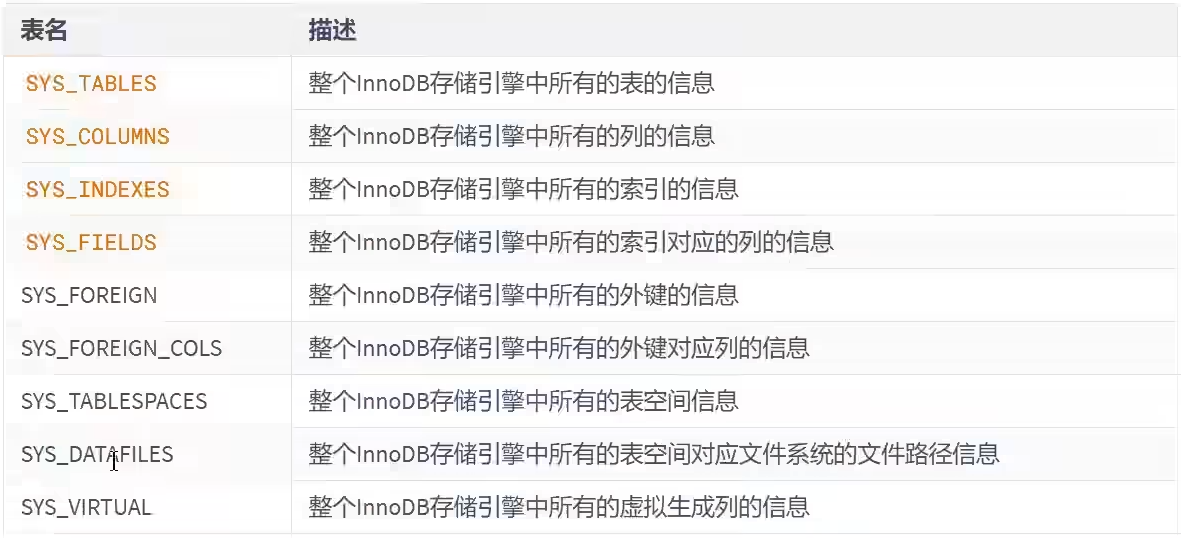 表名 描述
SYS_TABLES 整个InnoDB存储引擎中所有的表的信息
SYS_COLUMNS 整个InnoDB存储引擎中所有的列的信息
SYS_INDEXES 整个InnoDB存储引擎中所有的索引的信息
SYS_FIELDS 整个InnoDB存储引擎中所有的索引对应的列的信息
SYS_FOREIGN 整个InnoDB存储引擎中所有的外键的信息
SYS_FOREIGN_COLS 整个InnoDB存储引擎中所有的外键对应列的信息
SYS_TABLESPACES 整个InnoDB存储引擎中所有的表空间信息
SYS_DATAFILES 整个InnoDB存储引擎中所有的表空间对应文件系统的文件路径信息
SYS_VIRTUAL 整个InnoDB存储引擎中所有的虚拟生成列的信息